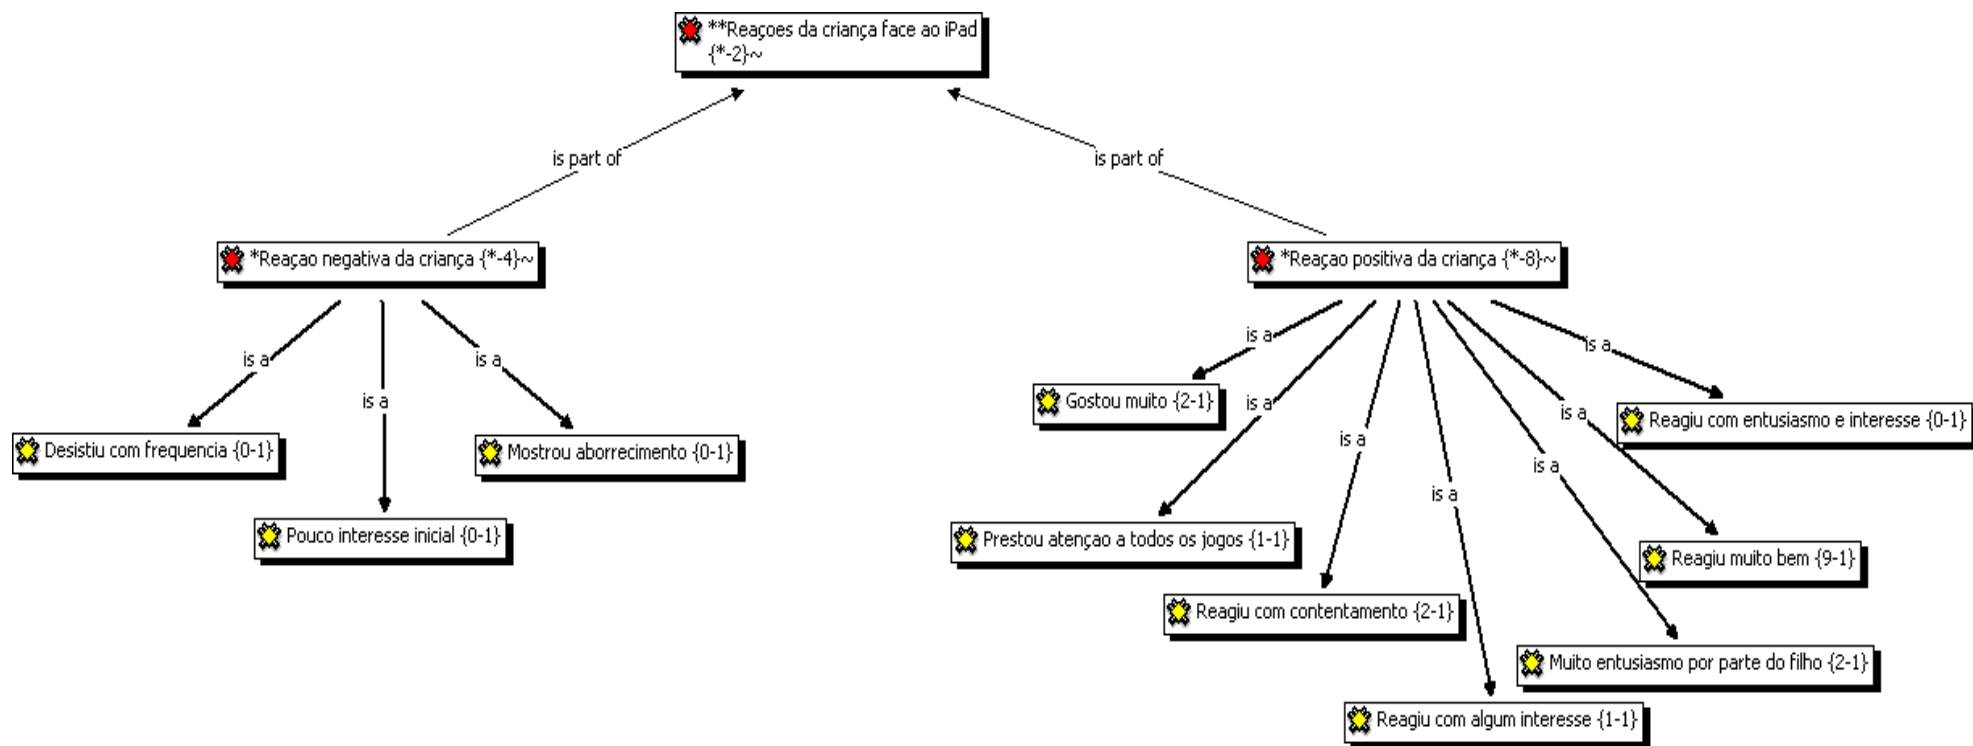 **Reaçoes da criança face ao iPad
{*-2}~
is part of
is part of
*Reaçao negativa da criança {*-4}~
*Reaçao positiva da criança {*-8}~
is a
is a
is a
Desistiu com frequencia {0-1}
Mostrou aborrecimento {0-1}
Pouco interesse inicial {0-1}
is a
is a
is a
is a
is a
is a
is a
Gostou muito {2-1}
Reagiu com entusiasmo e interesse {0-1}
Prestou atençao a todos os jogos {1-1}
Reagiu muito bem {9-1}
Reagiu com contentamento {2-1}
Muito entusiasmo por parte do filho {2-1}
Reagiu com algum interesse {1-1}